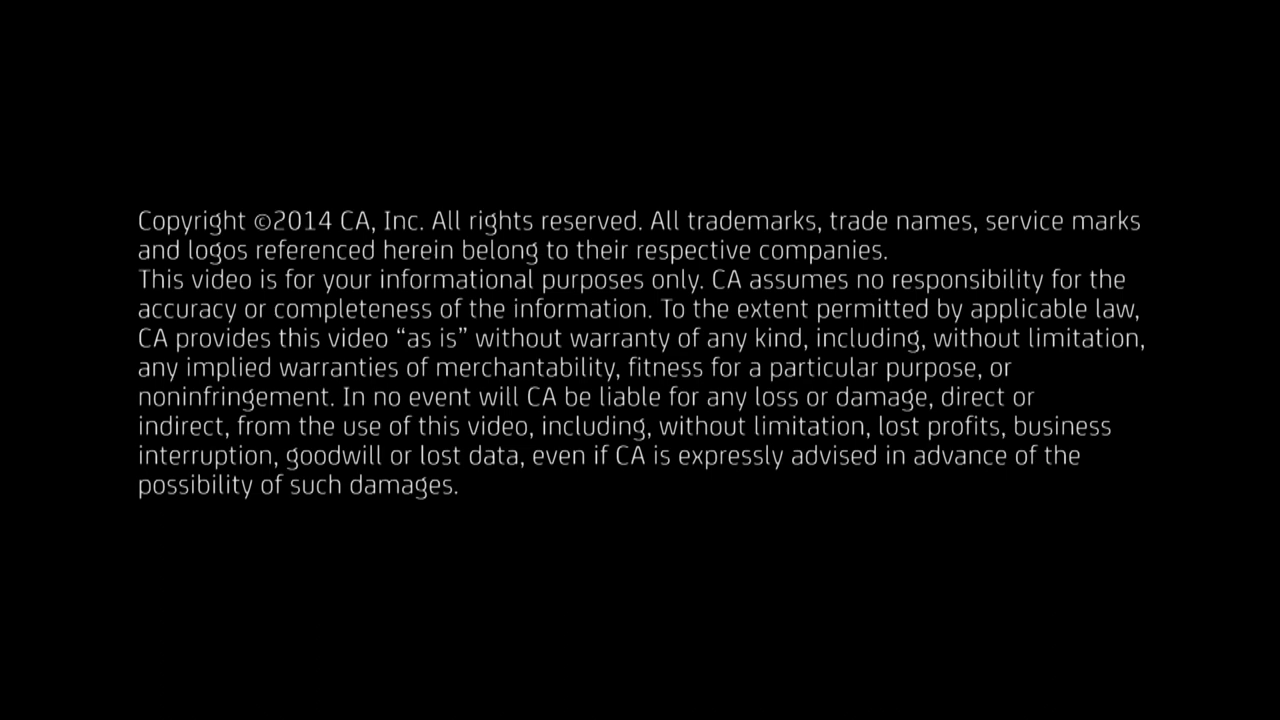 Copyright ©2014 CA, Inc. All rights reserved. All trademarks, trade names, service marks
and logos referenced herein belong to their respective companies.
This video is for your informational purposes only. CA assumes no responsibility for the
accuracy or completeness of the information. To the extent permitted by applicable law,
CA provides this video “as is” without warranty of any kind, including, without limitation,
any implied warranties of merchantability, fitness for a particular purpose, or
noninfringement. In no event will CA be liable for any loss or damage, direct or
indirect, from the use of this video, including, without limitation, lost profits, business
interruption, goodwill or lost data, even if CA is expressly advised in advance of the
possibility of such damages.